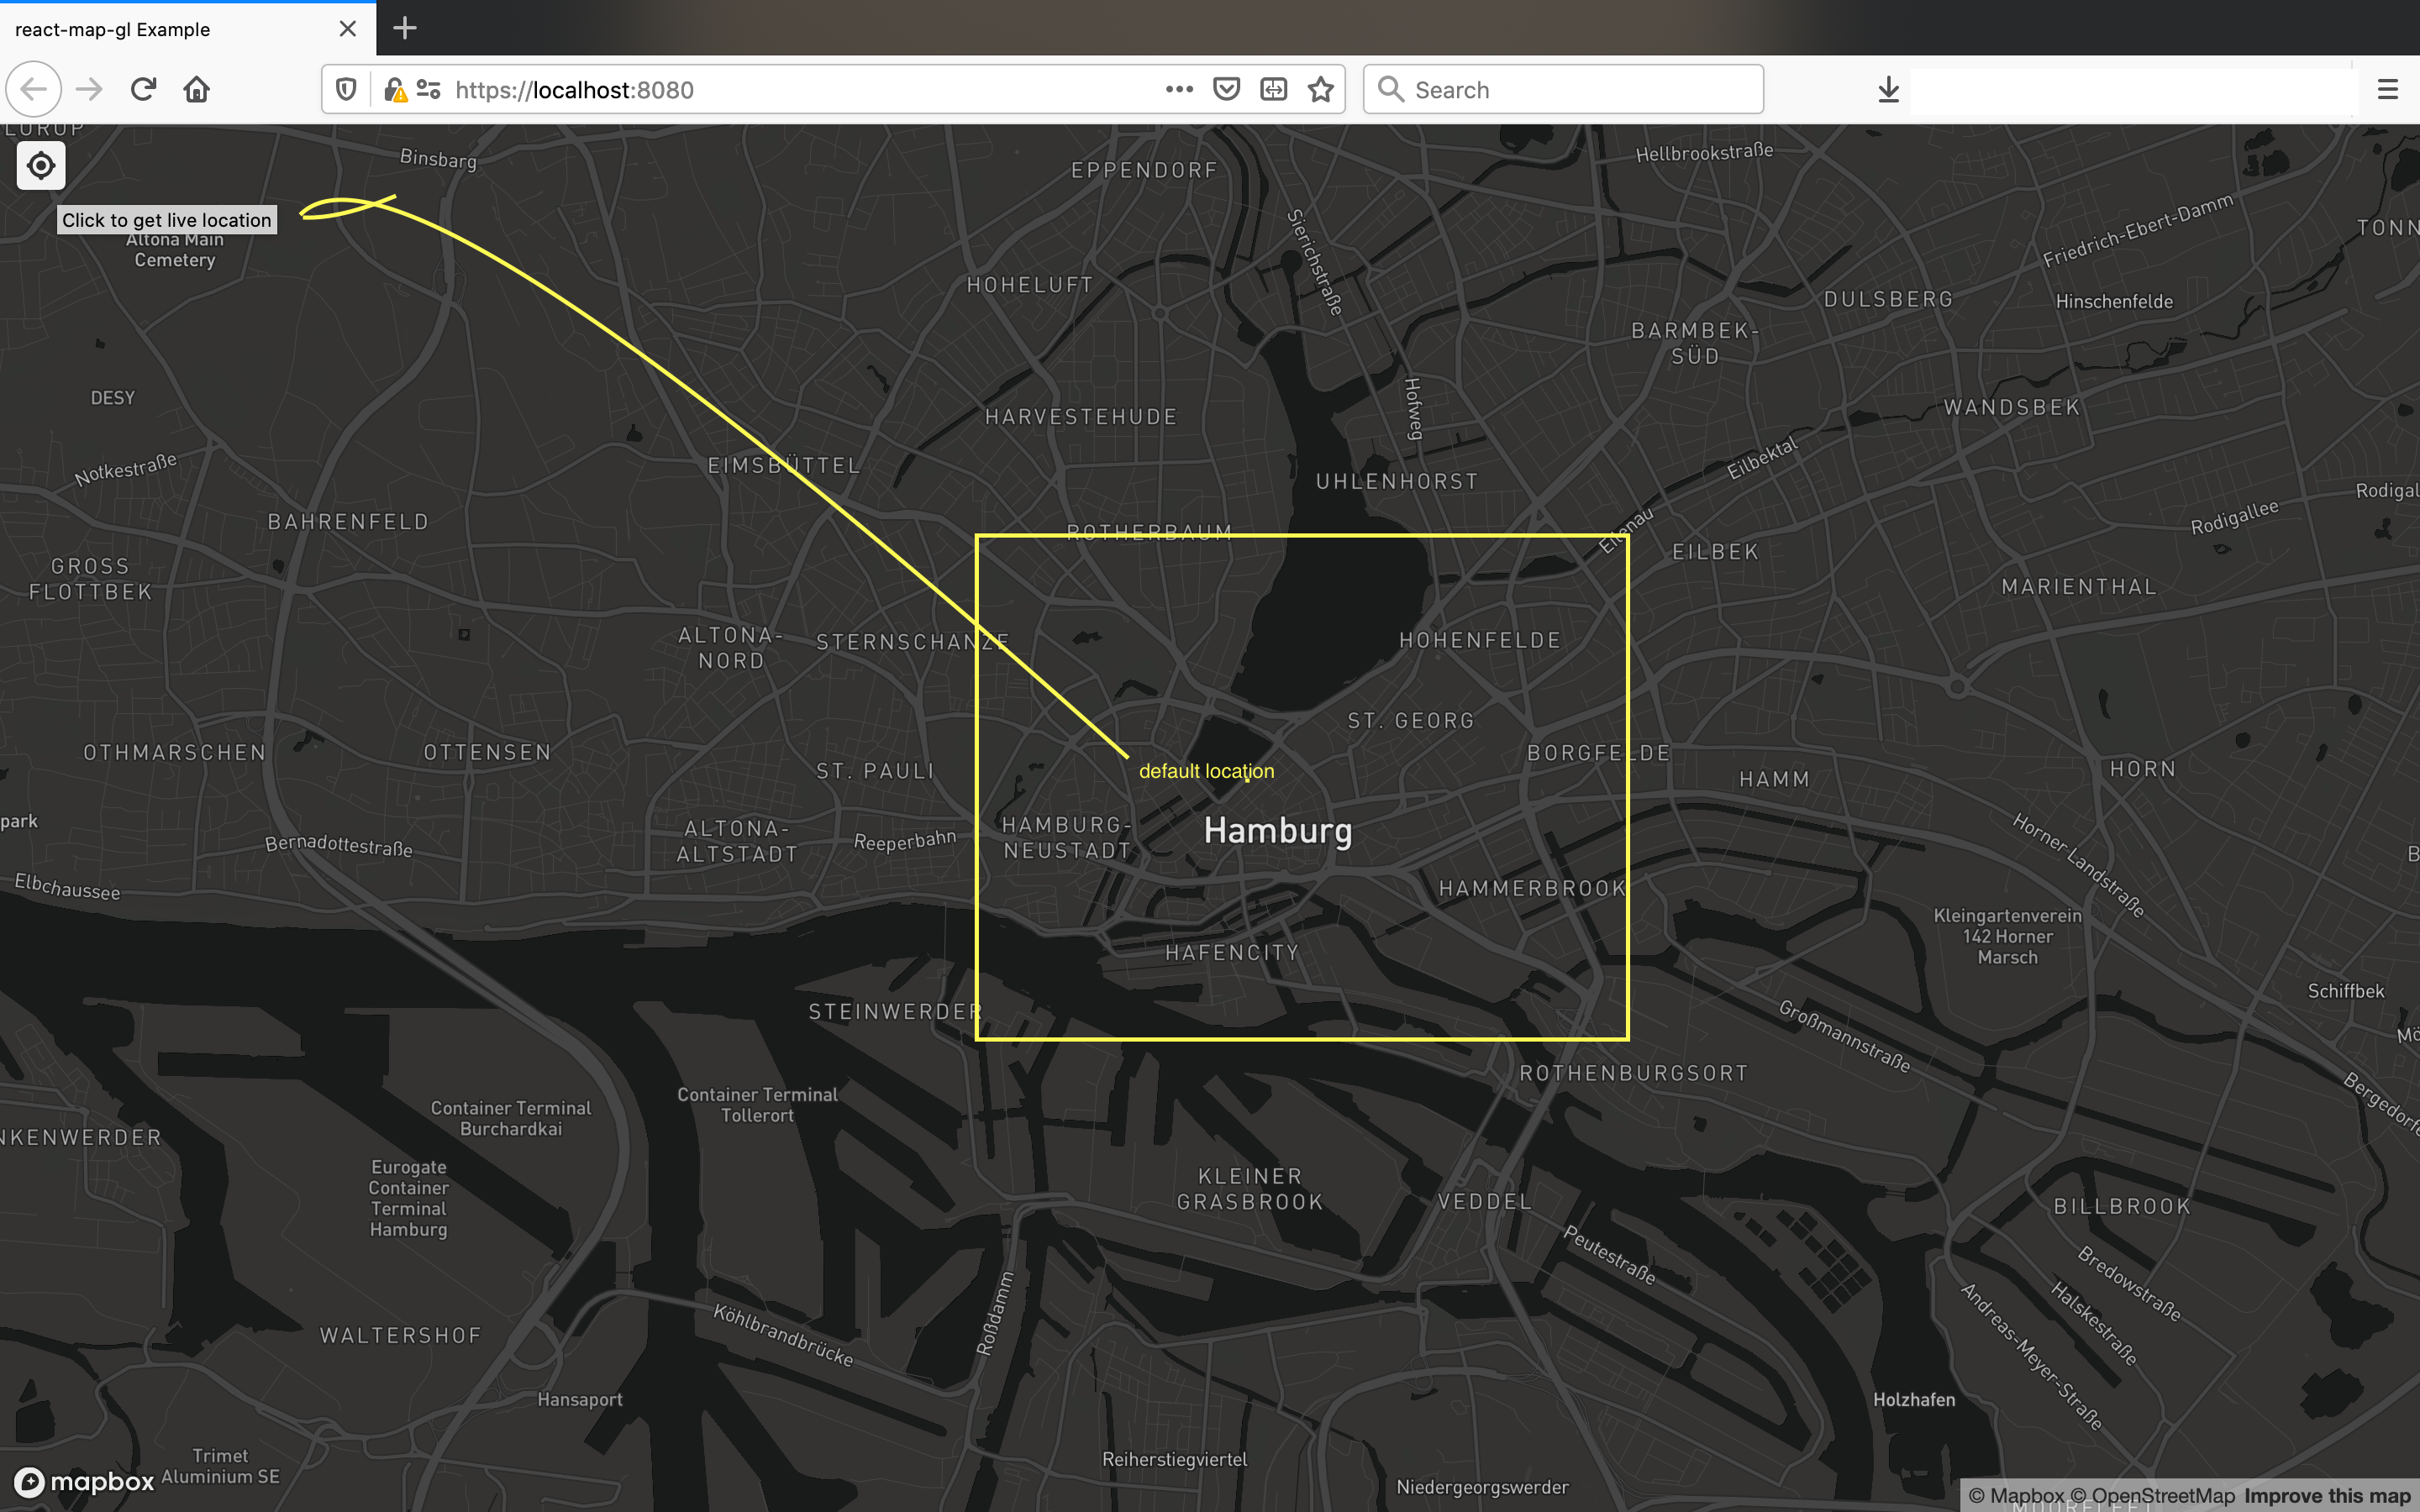 react-map-gl Example
https://localhost:8080
Search
LURUP
Binsbarg
EPPENDORF
Hellbrookstraße
Click to get live location
Altona Main
Cemetery
Sierichstraße
Friedrich-Ebert-Damm
TONN
HOHELUFT
DULSBERG
Hinschenfelde
BARMBEK-
SÜD
DESY
HARVESTEHUDE
Hofweg
WANDSBEK
Notkestraße
EIMSBÜTTEL
UHLENHORST
Eilbektal
Rodigal
BAHRENFELD
ROTHERBAUM
Eilenau
Rodigallee
EILBEK
GROSS
FLOTTBEK
MARIENTHAL
ALTONA-
NORD
STERNSCHANZE
HOHENFELDE
ST. GEORG
OTHMARSCHEN
OTTENSEN
ST. PAULI
default location
BORGFELDE
HAMM
HORN
park
Bernadottestraße
ALTONA-
ALTSTADT
Reeperbahn
HAMBURG-
NEUSTADT
Hamburg
Horner Landstraße
B
Elbchaussee
HAMMERBROOK
Kleingartenverein
142 Horner
Marsch
HAFENCITY
STEINWERDER
Schiffbek
Großmannstraße
Mö
ROTHENBURGSORT
Container Terminal
Burchardkai
Container Terminal
Tollerort
Bergedorfe
NKENWERDER
Eurogate
Container
Terminal
Hamburg
KLEINER
GRASBROOK
VEDDEL
BILLBROOK
Peutestraße
Bredowstraße
Halskestraße
Andreas-Meyer-Straße
Roßdamm
WALTERSHOF
Köhlbrandbrücke
Hansaport
Holzhafen
Trimet
Aluminium SE
mapbox
Reiherstiegviertel
Niedergeorgswerder
© Mapbox © OpenStreetMap Improve this map